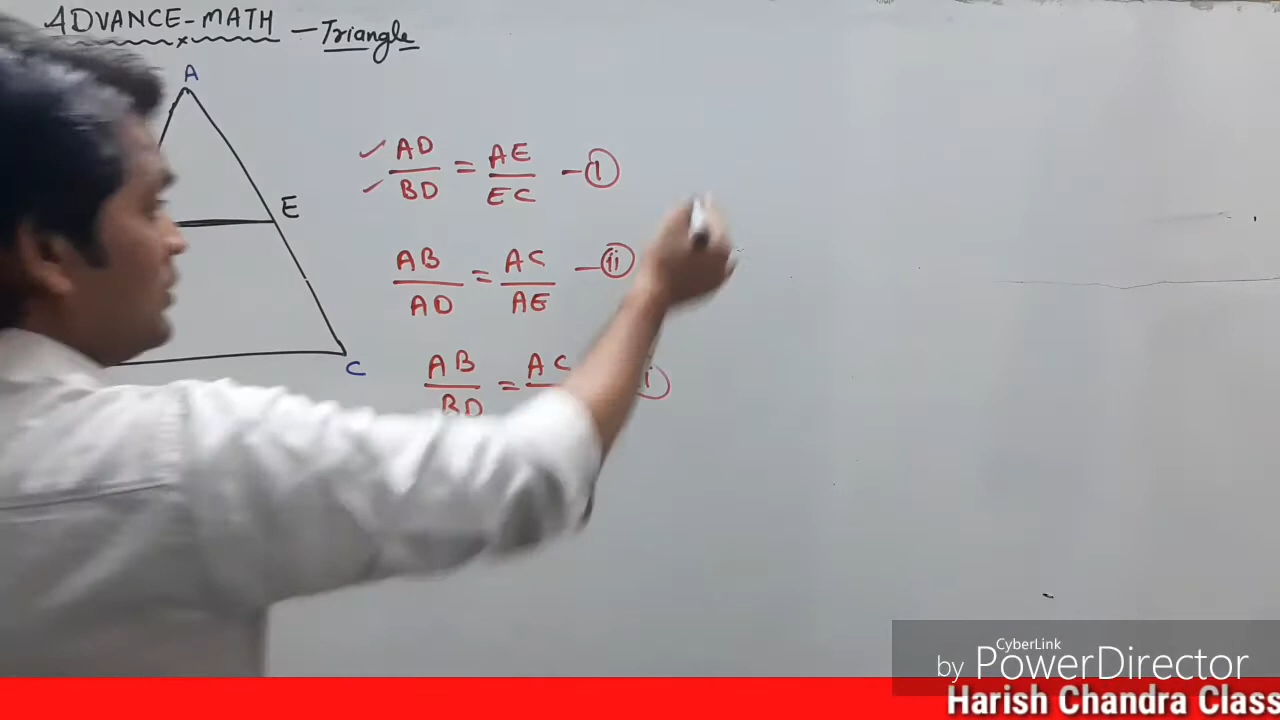 ADVANCE-MATH — Triangle
A
E
C
AD/BD = AE/EC — (i)
AB/AD = AC/AE — (ii)
AB/BD = AC
CyberLink
by PowerDirector
Harish Chandra Class